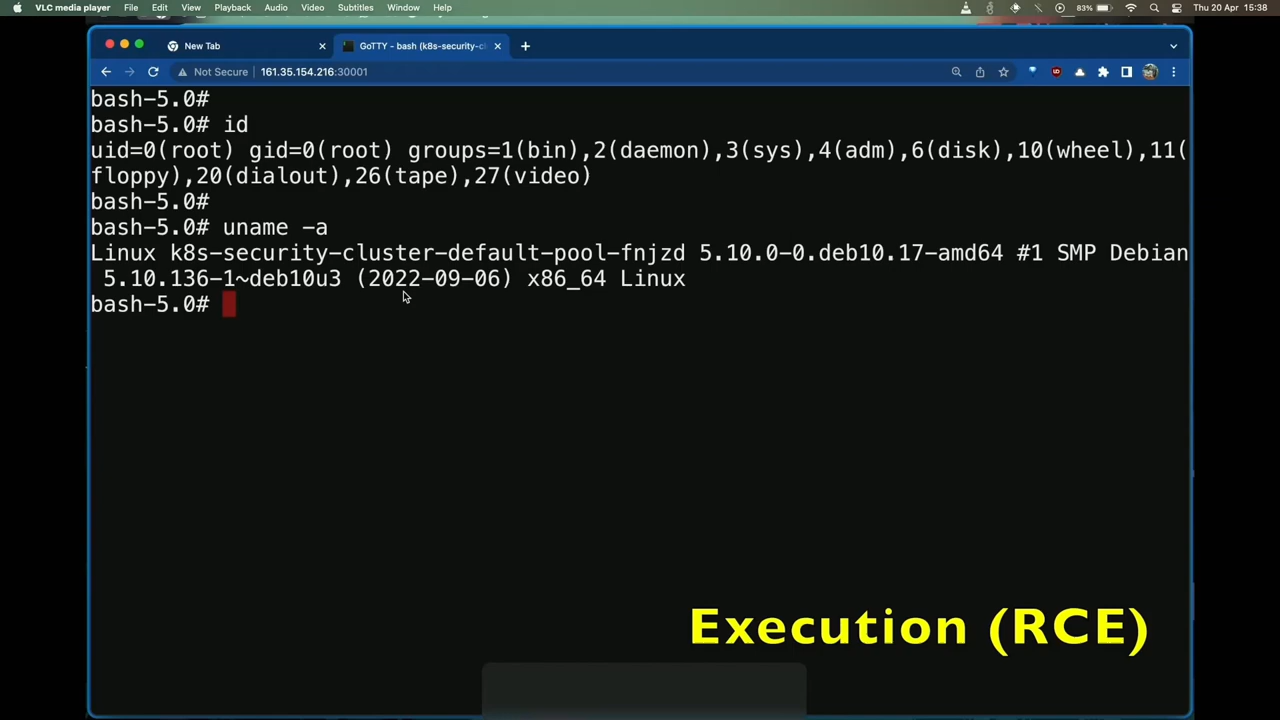 VLC media player File Edit View Playback Audio Video Subtitles Window Help 83% Thu 20 Apr 15:38
New Tab GoTTY - bash (k8s-security-cl
Not Secure 161.35.154.216:30001
bash-5.0#
bash-5.0# id
uid=0(root) gid=0(root) groups=1(bin),2(daemon),3(sys),4(adm),6(disk),10(wheel),11(
floppy),20(dialout),26(tape),27(video)
bash-5.0#
bash-5.0# uname -a
Linux k8s-security-cluster-default-pool-fnjzd 5.10.0-0.deb10.17-amd64 #1 SMP Debian
5.10.136-1~deb10u3 (2022-09-06) x86_64 Linux
bash-5.0#
Execution (RCE)